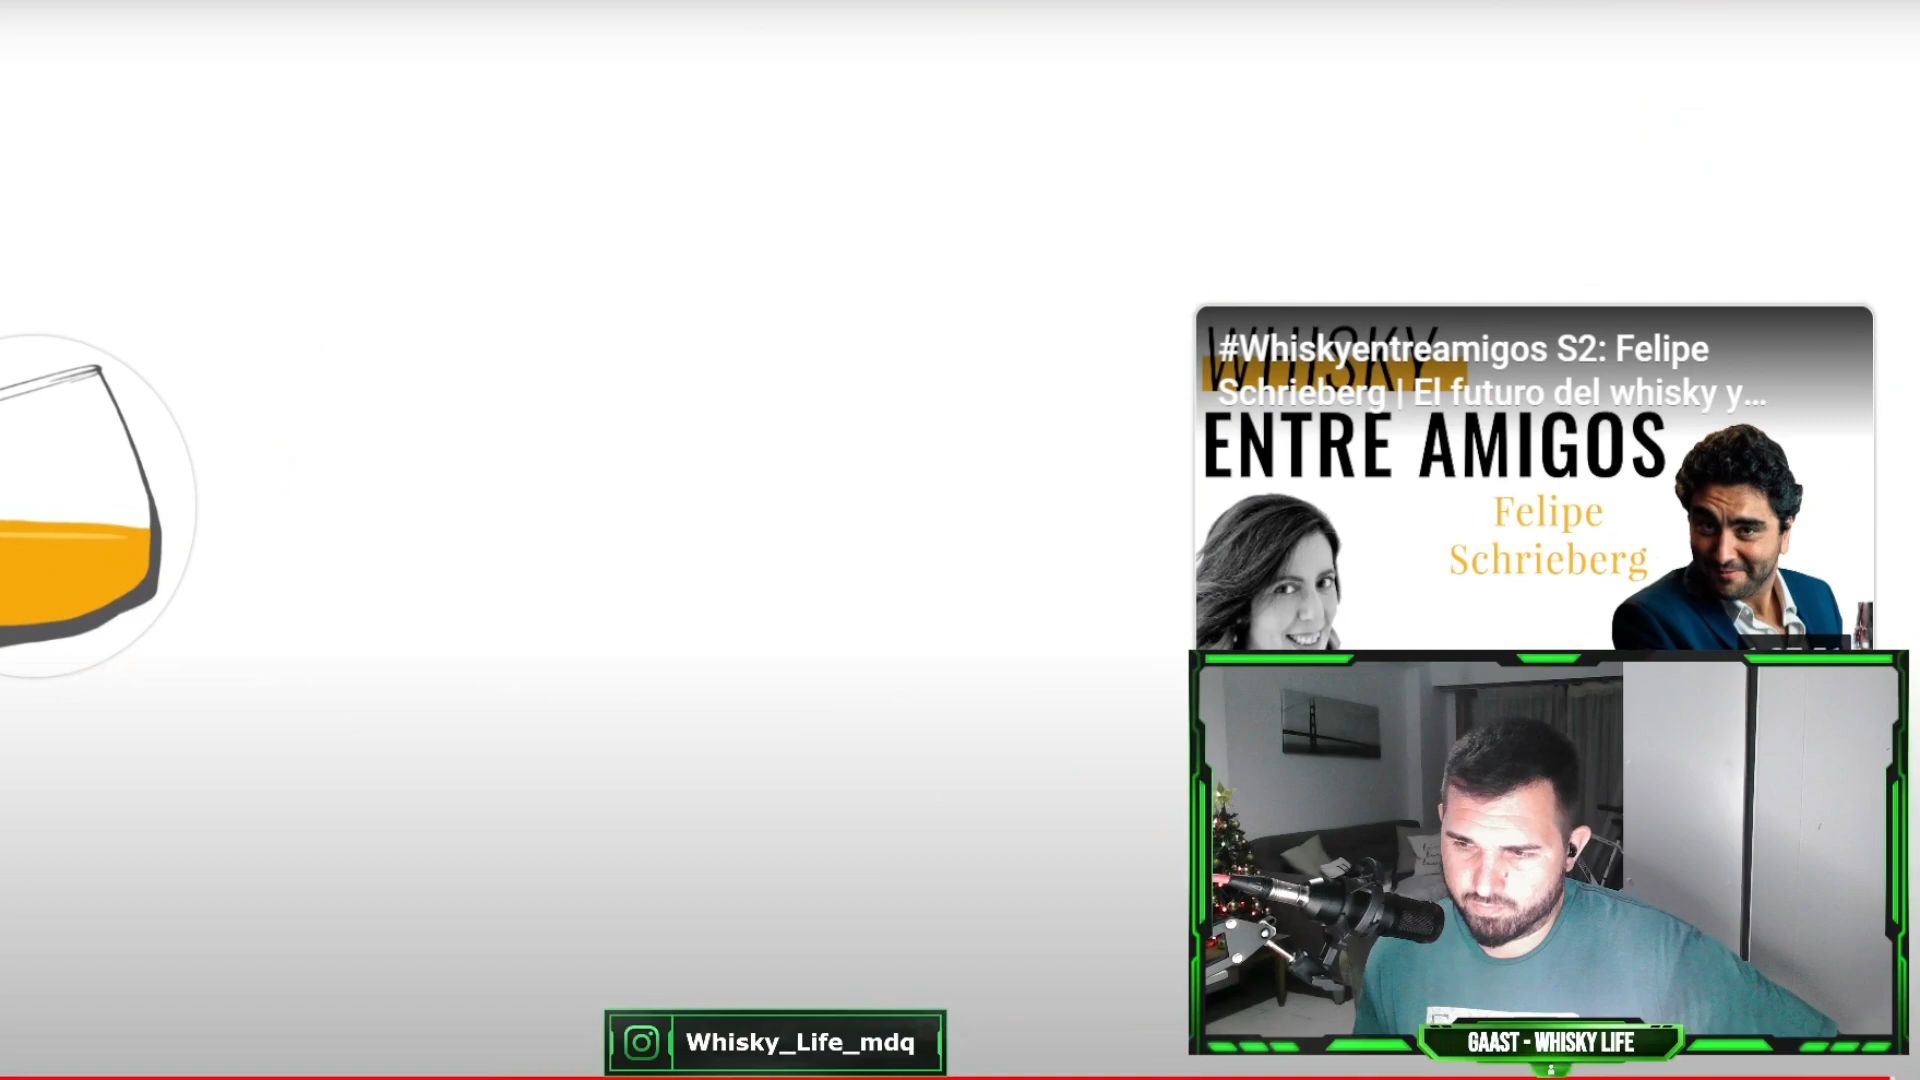 #Whiskyentreamigos S2: Felipe
Schrieberg | El futuro del whisky y...
WHISKY
ENTRE AMIGOS
Felipe
Schrieberg
Whisky_Life_mdq
GAAST - WHISKY LIFE